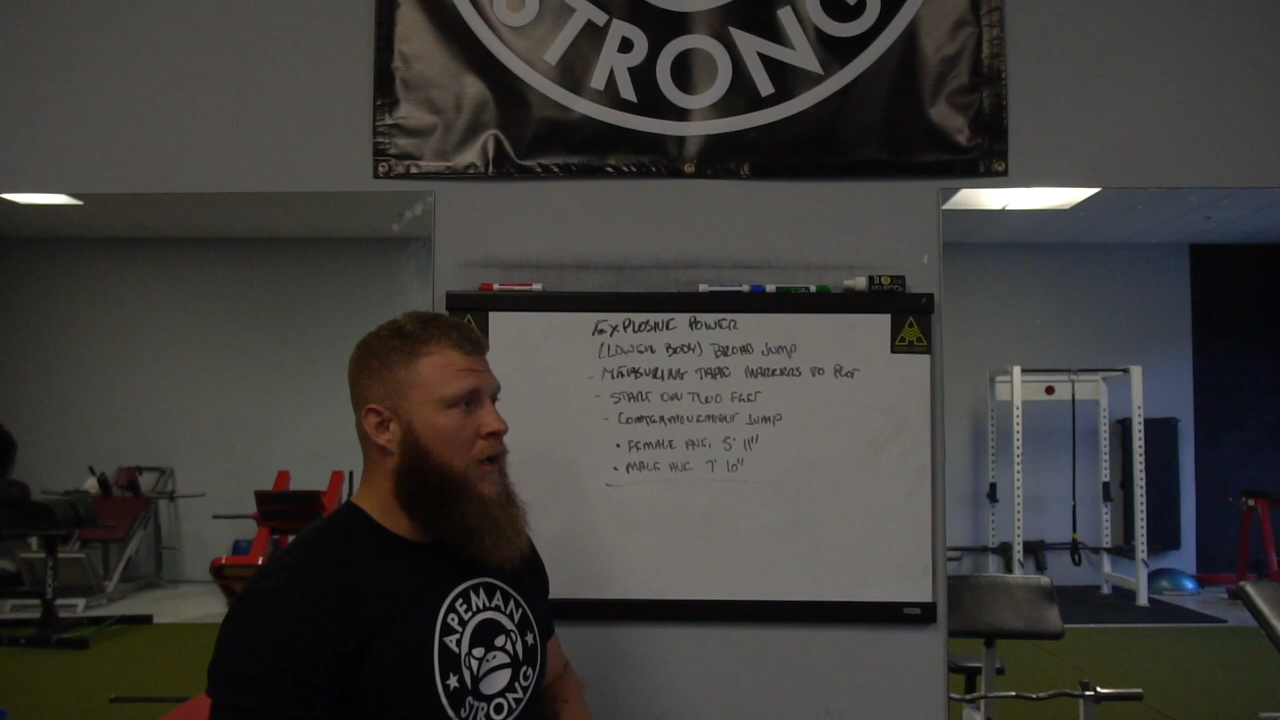 STRONG
EXPLOSIVE POWER
(LOWER BODY) BROAD JUMP
- MEASURING TAPE MARKERS TO PLOT
- START ON TWO FEET
- COUNTERMOVEMENT JUMP
• FEMALE AVG. 5' 11"
• MALE AVG. 7' 10"
APEMAN
STRONG